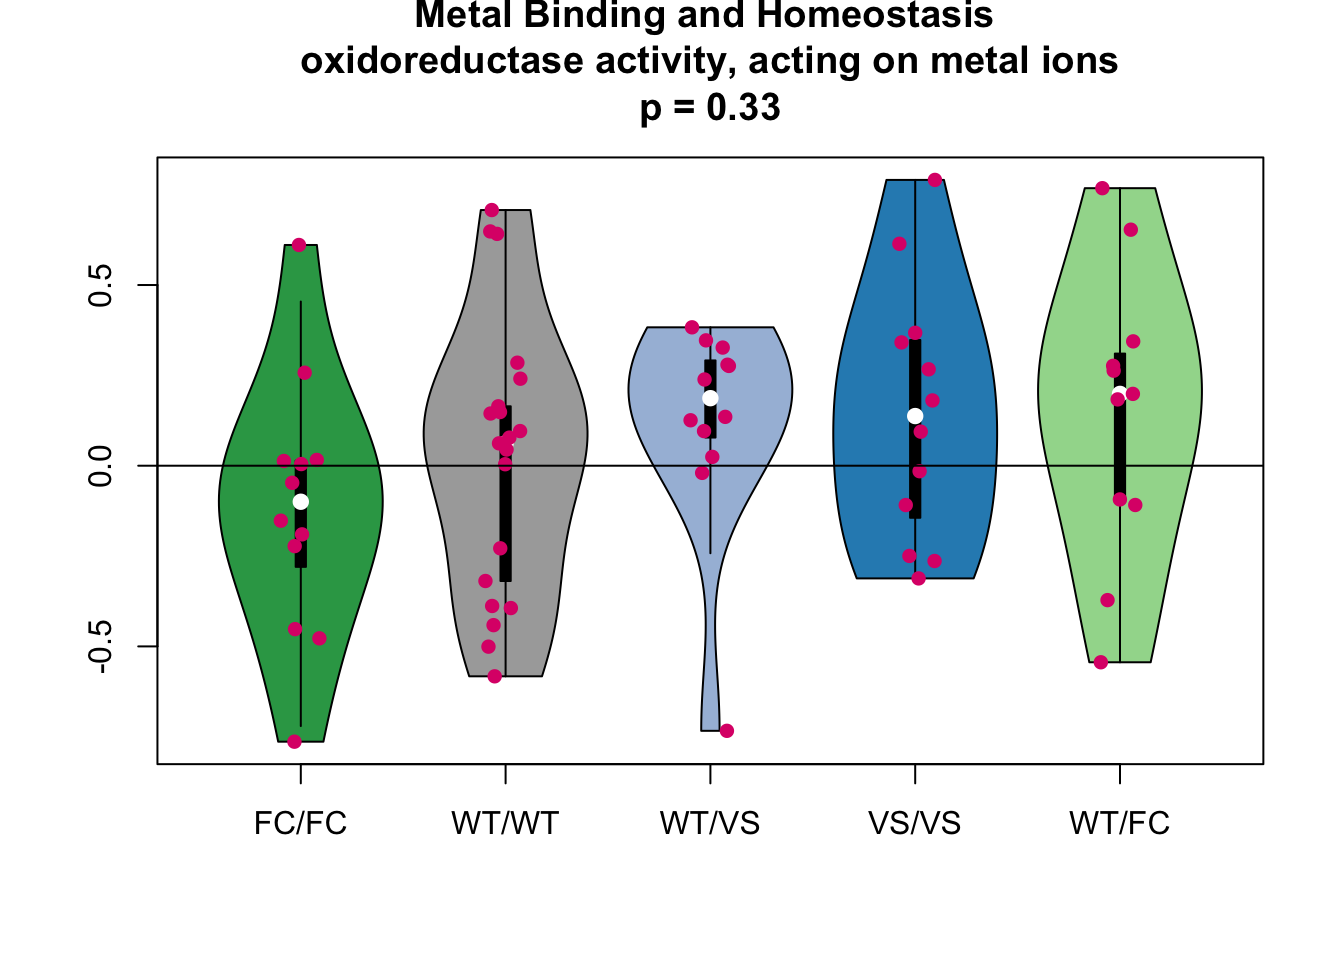 Metal Binding and Homeostasis
oxidoreductase activity, acting on metal ions
p = 0.33
0.5
0.0
-0.5
FC/FC WT/WT WT/VS VS/VS WT/FC